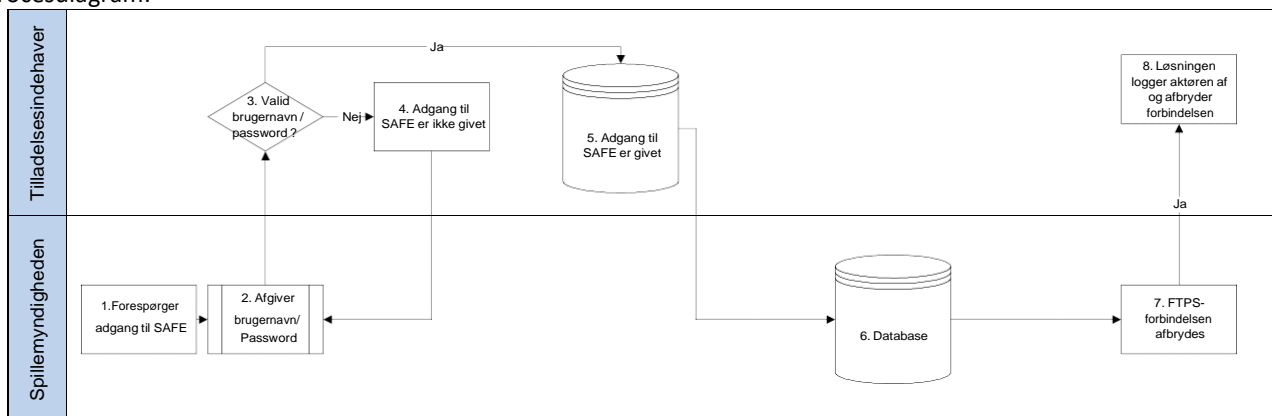 Tilladelsesindehaver
Spillemyndigheden
1.Forespørger
adgang til SAFE
2. Afgiver
brugernavn/
Password
3. Valid
brugernavn /
password ?
Nej
4. Adgang til
SAFE er ikke givet
Ja
5. Adgang til
SAFE er givet
6. Database
7. FTPS-
forbindelsen
afbrydes
Ja
8. Løsningen
logger aktøren af
og afbryder
forbindelsen